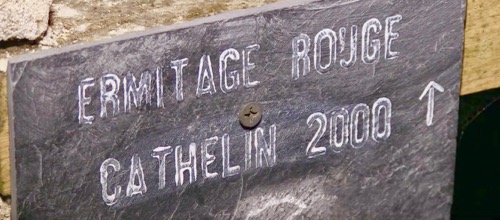 ERMITAGE ROUGE
CATHELIN 2000 ↑